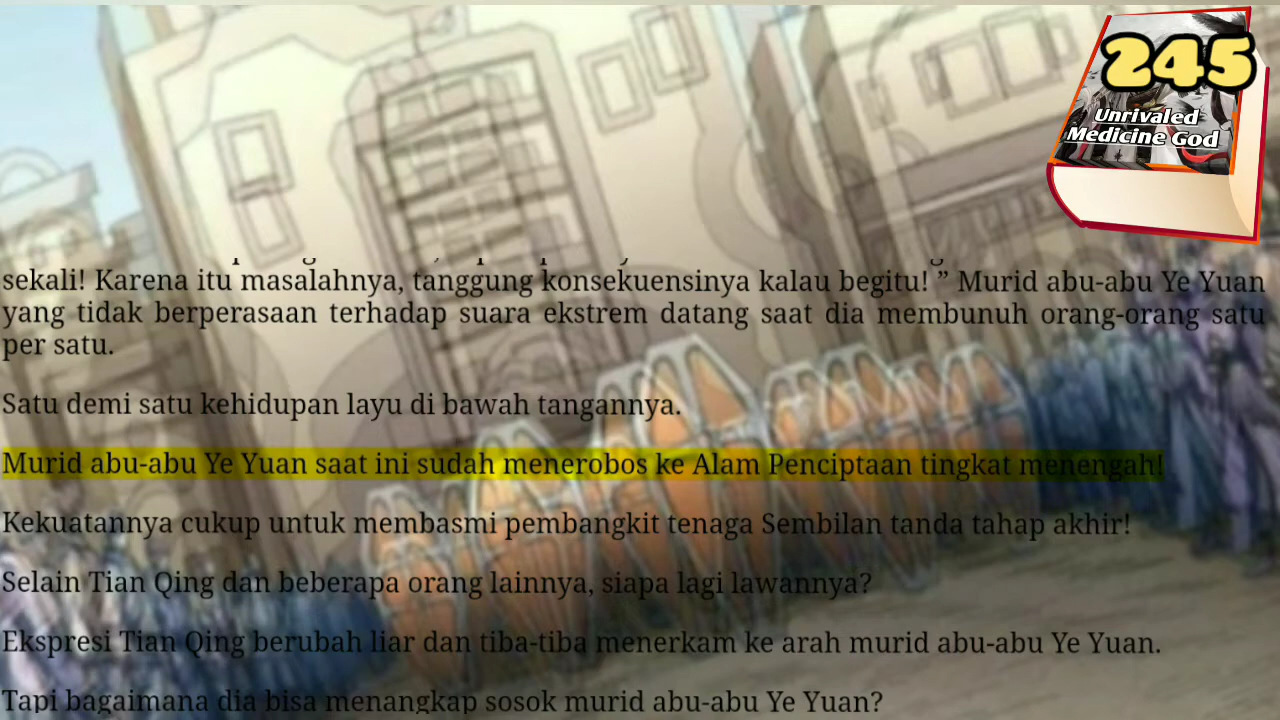 245
Unrivaled
Medicine God
sekali! Karena itu masalahnya, tanggung konsekuensinya kalau begitu! ” Murid abu-abu Ye Yuan
yang tidak berperasaan terhadap suara ekstrem datang saat dia membunuh orang-orang satu
per satu.
Satu demi satu kehidupan layu di bawah tangannya.
Murid abu-abu Ye Yuan saat ini sudah menerobos ke Alam Penciptaan tingkat menengah!
Kekuatannya cukup untuk membasmi pembangkit tenaga Sembilan tanda tahap akhir!
Selain Tian Qing dan beberapa orang lainnya, siapa lagi lawannya?
Ekspresi Tian Qing berubah liar dan tiba-tiba menerkam ke arah murid abu-abu Ye Yuan.
Tapi bagaimana dia bisa menangkap sosok murid abu-abu Ye Yuan?